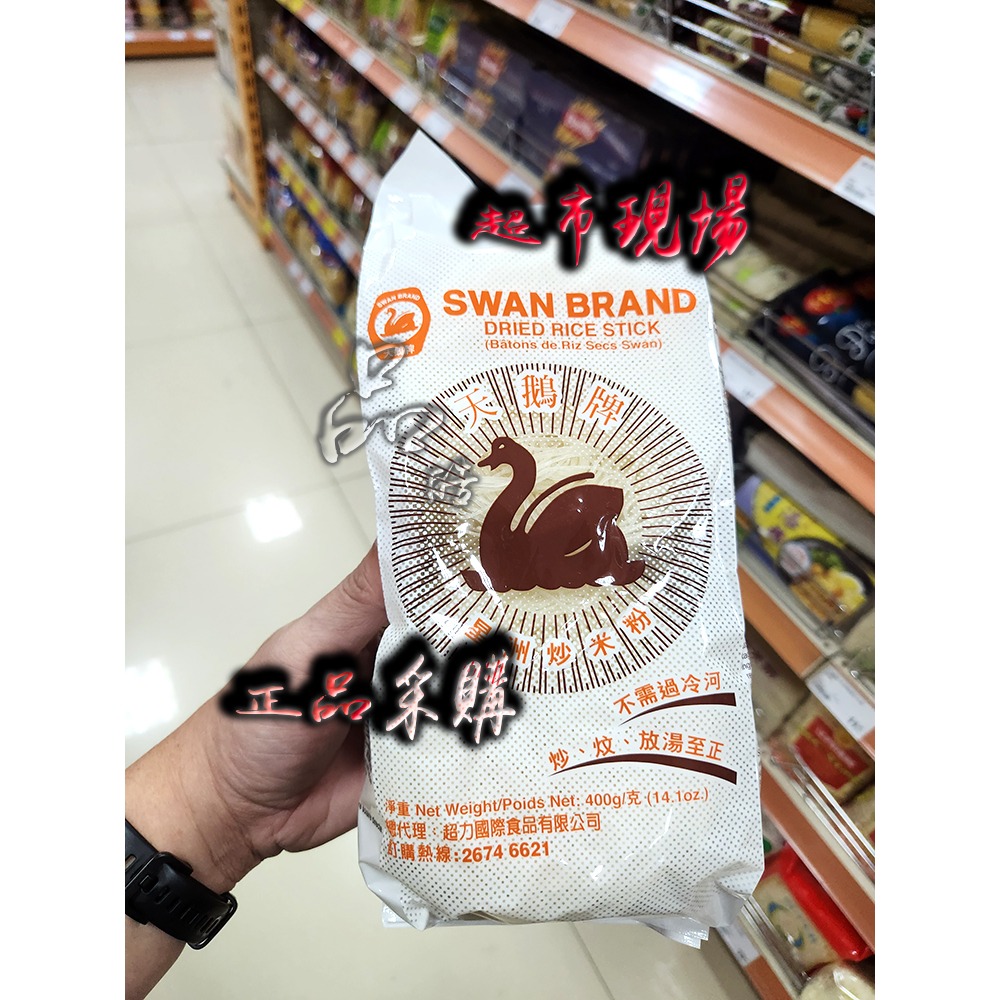 超市現場
SWAN BRAND
SWAN BRAND
DRIED RICE STICK
(Bâtons de Riz Secs Swan)
天鵝牌
品
炒米粉
正品采購
不需過冷河
炒、炆、放湯至正
淨重 Net Weight/Poids Net: 400g/克 (14.1oz.)
總代理：超力國際食品有限公司
訂購熱線:2674 6621